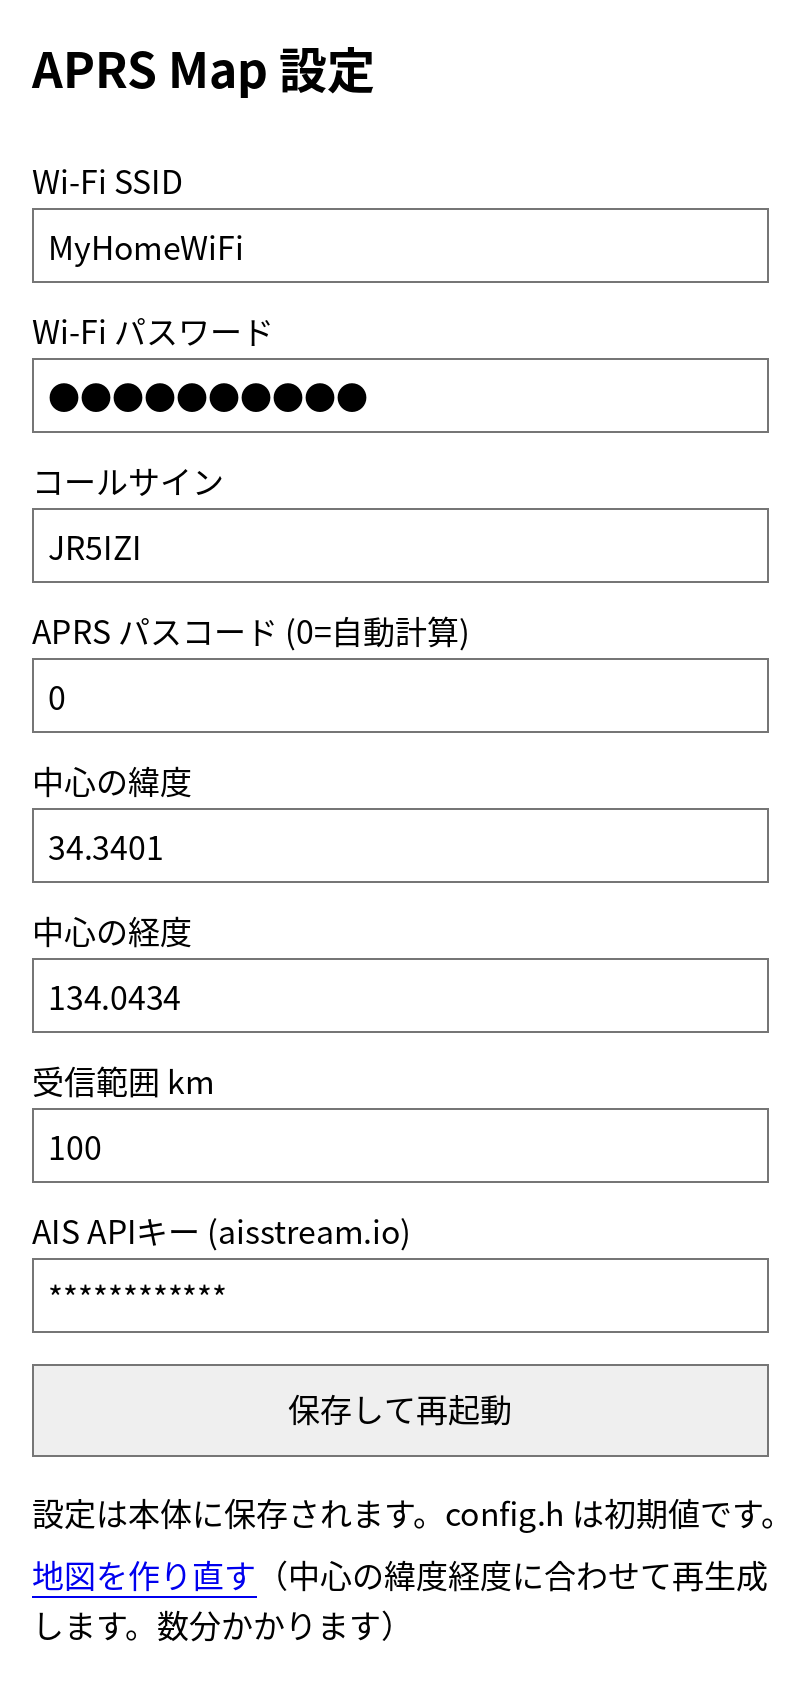 APRS Map 設定
Wi-Fi SSID
MyHomeWiFi
Wi-Fi パスワード
●●●●●●●●●●
コールサイン
JR5IZI
APRS パスコード (0=自動計算)
0
中心の緯度
34.3401
中心の経度
134.0434
受信範囲 km
100
AIS APIキー (aisstream.io)
************
保存して再起動
設定は本体に保存されます。config.h は初期値です。
地図を作り直す（中心の緯度経度に合わせて再生成
します。数分かかります）